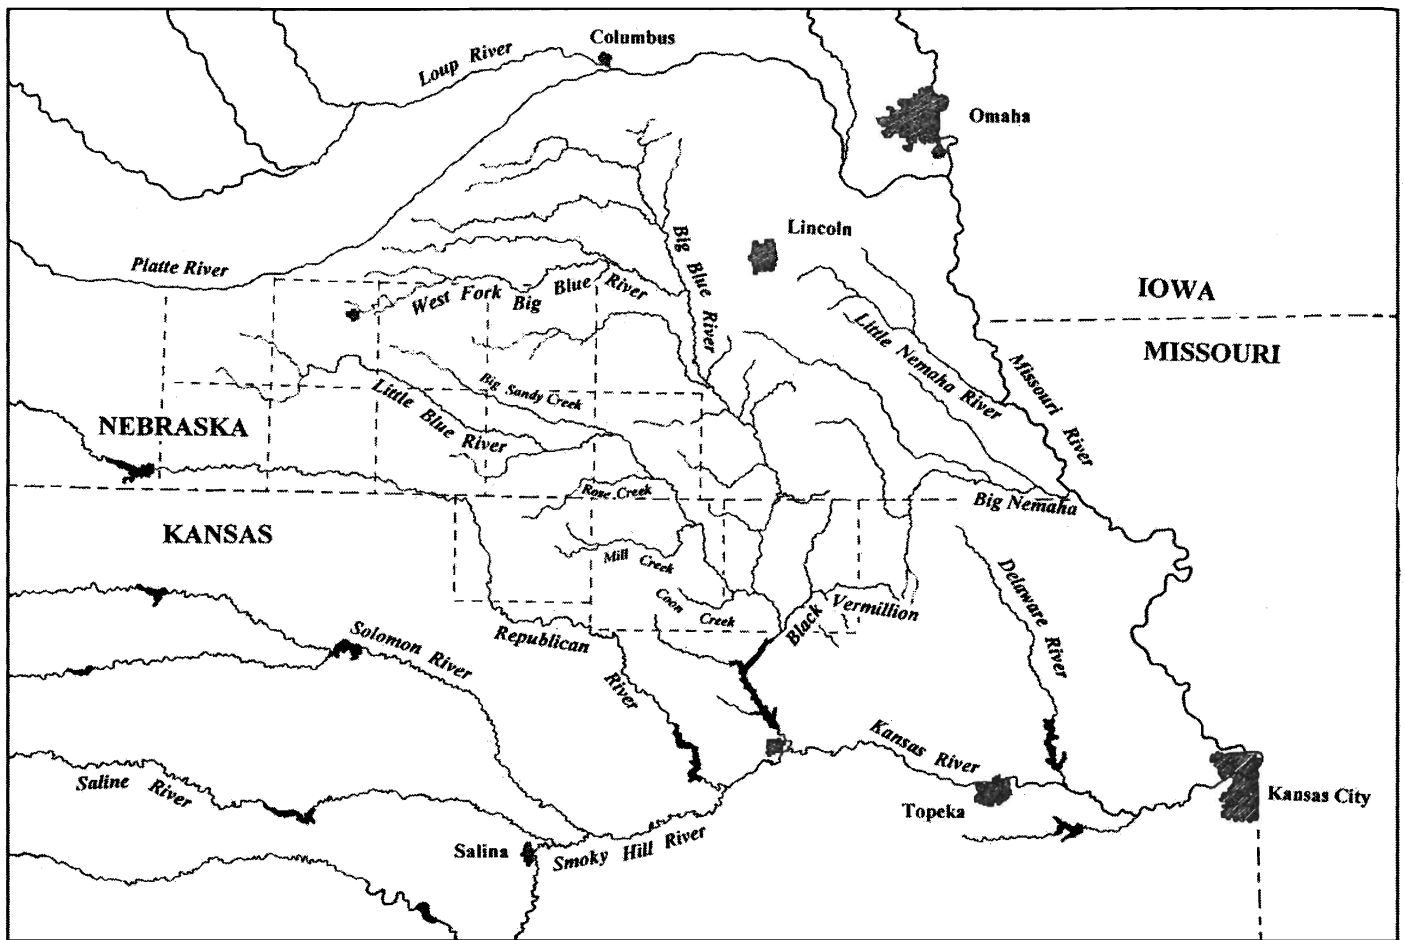 Columbus
Loup River
Omaha
Lincoln
Big Blue River
Platte River
West Fork Big Blue River
IOWA
MISSOURI
Little Nemaha River
Missouri River
Big Sandy Creek
Little Blue River
NEBRASKA
Rose Creek
Big Nemaha
KANSAS
Mill Creek
Delaware River
Coon Creek
Black Vermillion
Solomon River
Republican River
Kansas River
Saline River
Topeka
Kansas City
Salina
Smoky Hill River